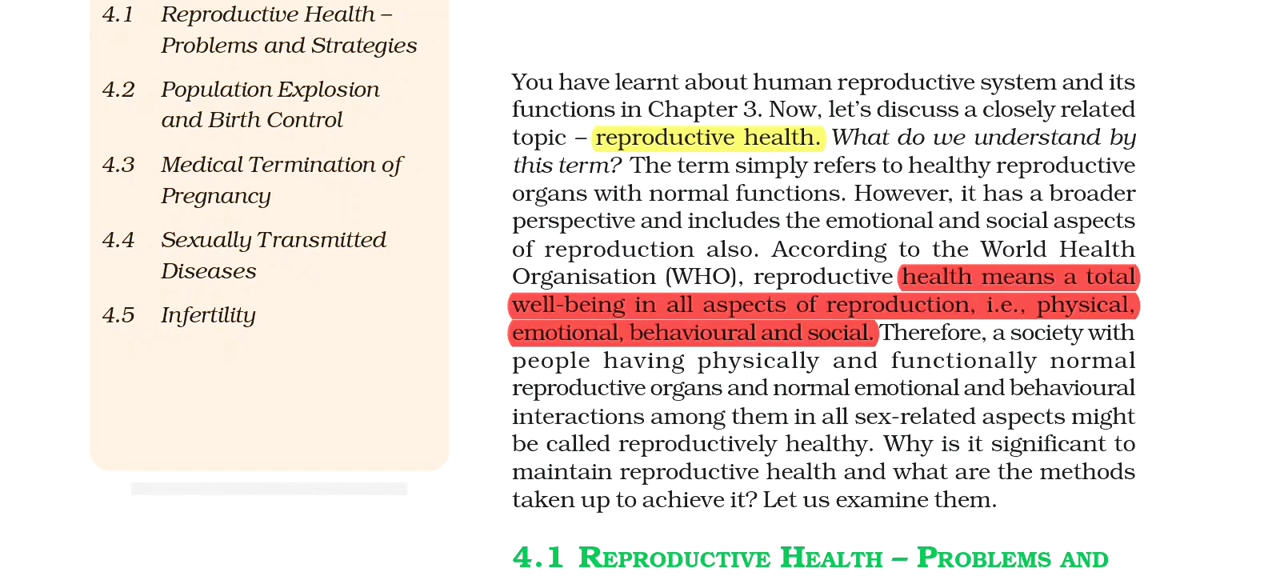 4.1 Reproductive Health –
Problems and Strategies
4.2 Population Explosion
and Birth Control
4.3 Medical Termination of
Pregnancy
4.4 Sexually Transmitted
Diseases
4.5 Infertility
You have learnt about human reproductive system and its
functions in Chapter 3. Now, let's discuss a closely related
topic – reproductive health. What do we understand by
this term? The term simply refers to healthy reproductive
organs with normal functions. However, it has a broader
perspective and includes the emotional and social aspects
of reproduction also. According to the World Health
Organisation (WHO), reproductive health means a total
well-being in all aspects of reproduction, i.e., physical,
emotional, behavioural and social. Therefore, a society with
people having physically and functionally normal
reproductive organs and normal emotional and behavioural
interactions among them in all sex-related aspects might
be called reproductively healthy. Why is it significant to
maintain reproductive health and what are the methods
taken up to achieve it? Let us examine them.
4.1 REPRODUCTIVE HEALTH – PROBLEMS AND